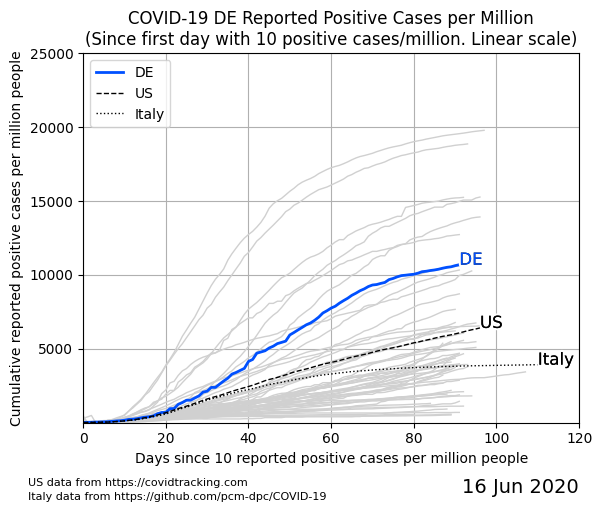 COVID-19 DE Reported Positive Cases per Million
(Since first day with 10 positive cases/million. Linear scale)
Cumulative reported positive cases per million people
25000
20000
15000
10000
5000
DE
US
Italy
DE
US
Italy
0
20
40
60
80
100
120
Days since 10 reported positive cases per million people
US data from https://covidtracking.com
Italy data from https://github.com/pcm-dpc/COVID-19
16 Jun 2020